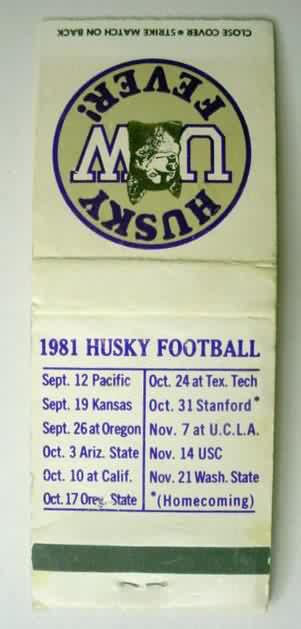 CLOSE COVER * STRIKE MATCH ON BACK
HUSKY
UW
FEVER!
1981 HUSKY FOOTBALL
Sept. 12 Pacific
Sept. 19 Kansas
Sept. 26 at Oregon
Oct. 3 Ariz. State
Oct. 10 at Calif.
Oct. 17 Oreg. State
Oct. 24 at Tex. Tech
Oct. 31 Stanford*
Nov. 7 at U.C.L.A.
Nov. 14 USC
Nov. 21 Wash. State
*(Homecoming)